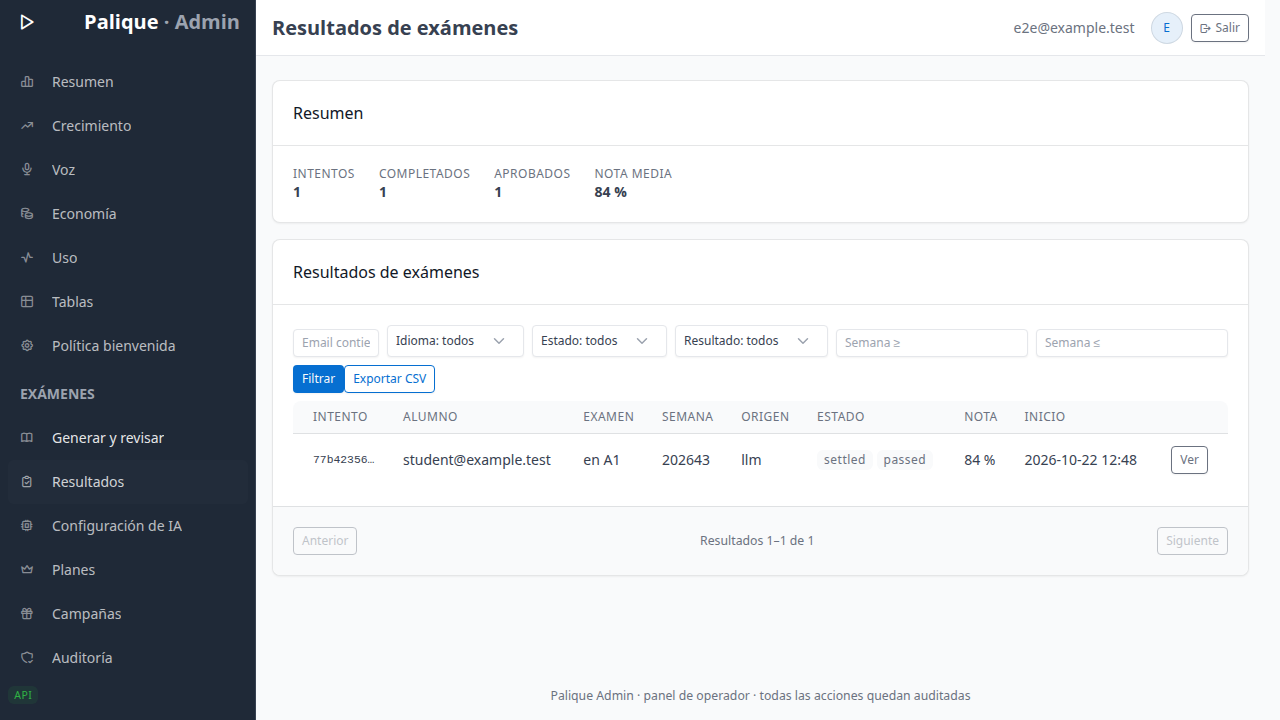 Palique · Admin
Resumen
Crecimiento
Voz
Economía
Uso
Tablas
Política bienvenida
EXÁMENES
Generar y revisar
Resultados
Configuración de IA
Planes
Campañas
Auditoría
API
Resultados de exámenes
e2e@example.test
E
Salir
Resumen
INTENTOS COMPLETADOS APROBADOS NOTA MEDIA
1 1 1 84 %
Resultados de exámenes
Email contie Idioma: todos Estado: todos Resultado: todos Semana ≥ Semana ≤
Filtrar Exportar CSV
INTENTO ALUMNO EXAMEN SEMANA ORIGEN ESTADO NOTA INICIO
77b42356… student@example.test en A1 202643 llm settled passed 84 % 2026-10-22 12:48 Ver
Anterior Resultados 1–1 de 1 Siguiente
Palique Admin · panel de operador · todas las acciones quedan auditadas